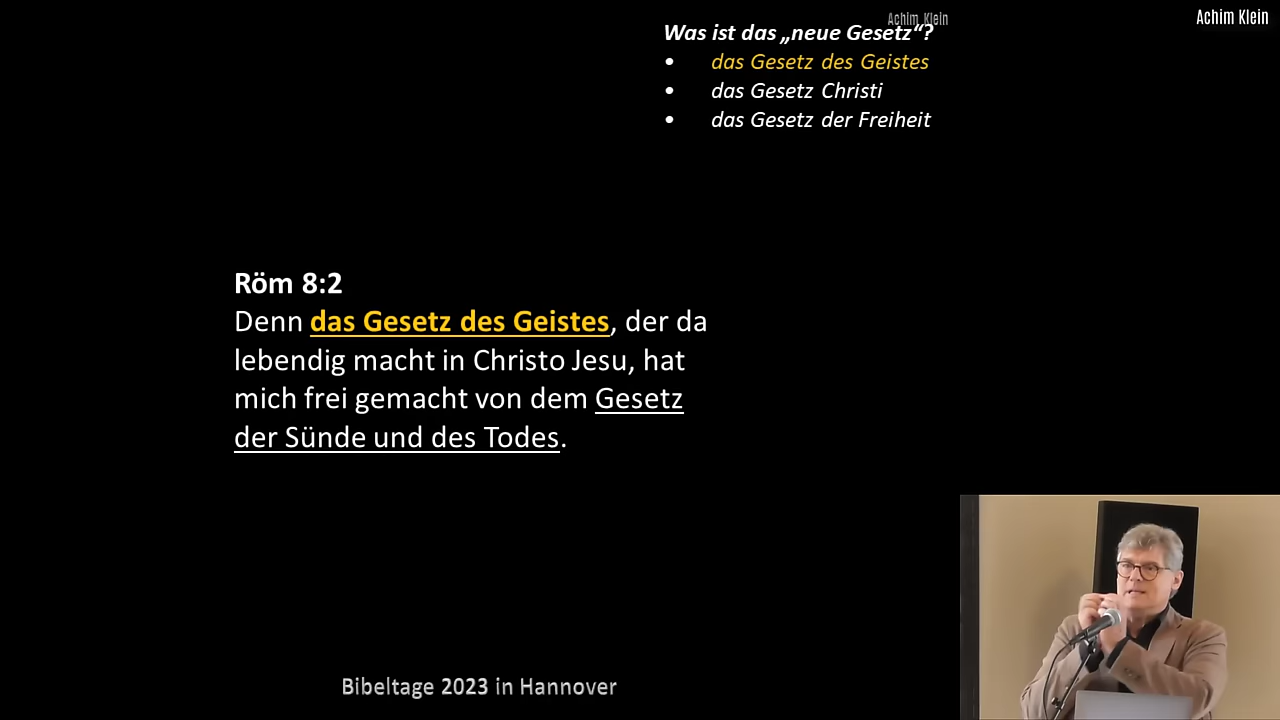 Achim Klein
Achim Klein
Was ist das „neue Gesetz“?
• das Gesetz des Geistes
• das Gesetz Christi
• das Gesetz der Freiheit
Röm 8:2
Denn das Gesetz des Geistes, der da
lebendig macht in Christo Jesu, hat
mich frei gemacht von dem Gesetz
der Sünde und des Todes.
Bibeltage 2023 in Hannover